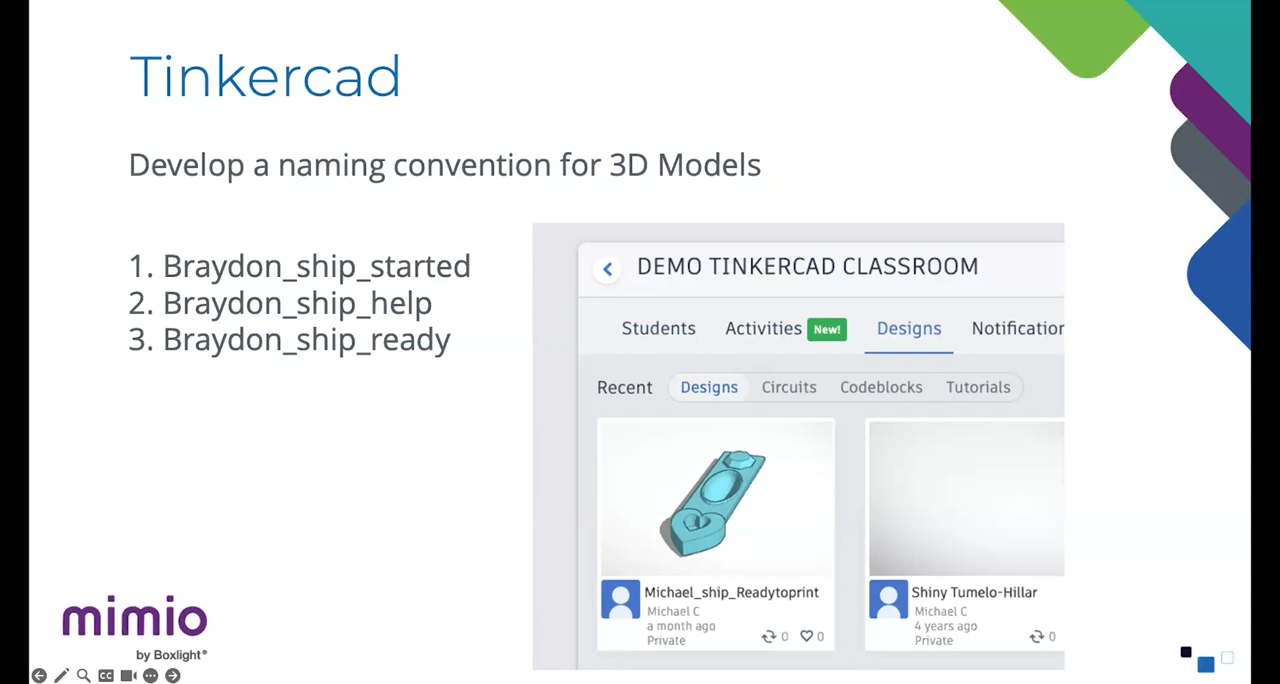 Tinkercad
Develop a naming convention for 3D Models
1. Braydon_ship_started
2. Braydon_ship_help
3. Braydon_ship_ready
DEMO TINKERCAD CLASSROOM
Students Activities New! Designs Notification
Recent Designs Circuits Codeblocks Tutorials
Michael_ship_Readytoprint
Michael C
a month ago
Private 0 0
Shiny Tumelo-Hillar
Michael C
4 years ago
Private 0
mimio
by Boxlight®
CC